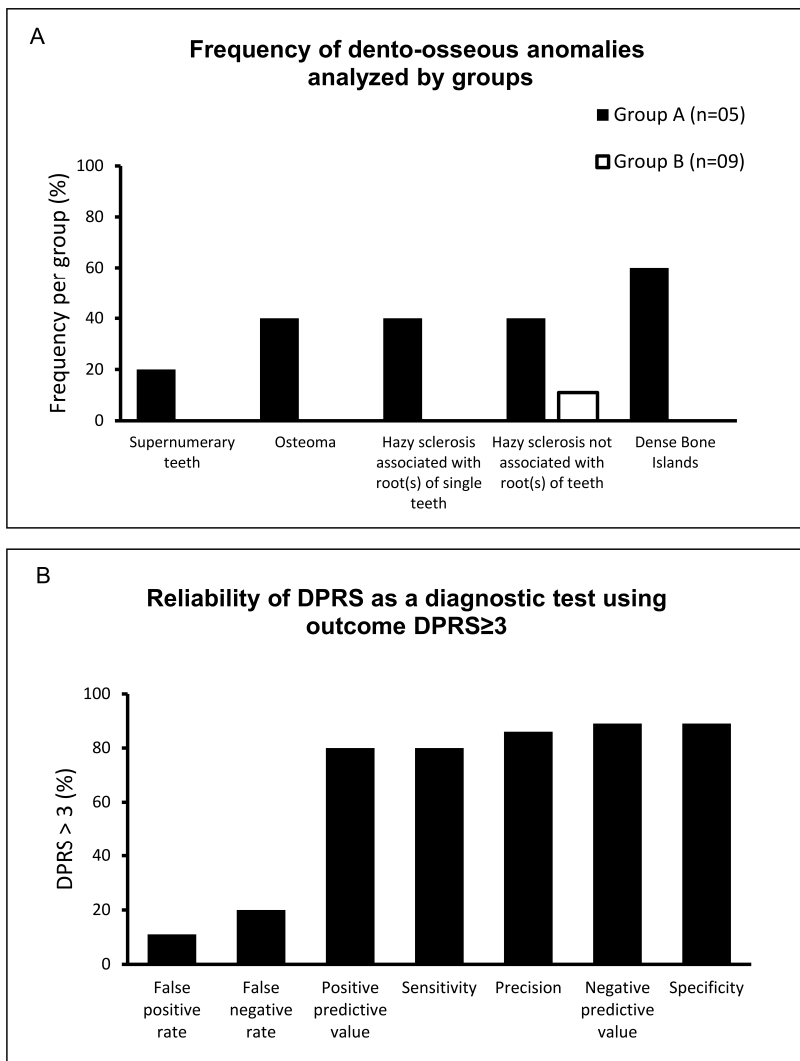 A
Frequency of dento-osseous anomalies
analyzed by groups
Group A (n=05)
Group B (n=09)
Frequency per group (%)
100
80
60
40
20
0
Supernumerary
teeth
Osteoma
Hazy sclerosis
associated with
root(s) of single
teeth
Hazy sclerosis not
associated with
root(s) of teeth
Dense Bone
Islands
B
Reliability of DPRS as a diagnostic test using
outcome DPRS≥3
DPRS > 3 (%)
100
80
60
40
20
0
False
positive
rate
False
negative
rate
Positive
predictive
value
Sensitivity
Precision
Negative
predictive
value
Specificity